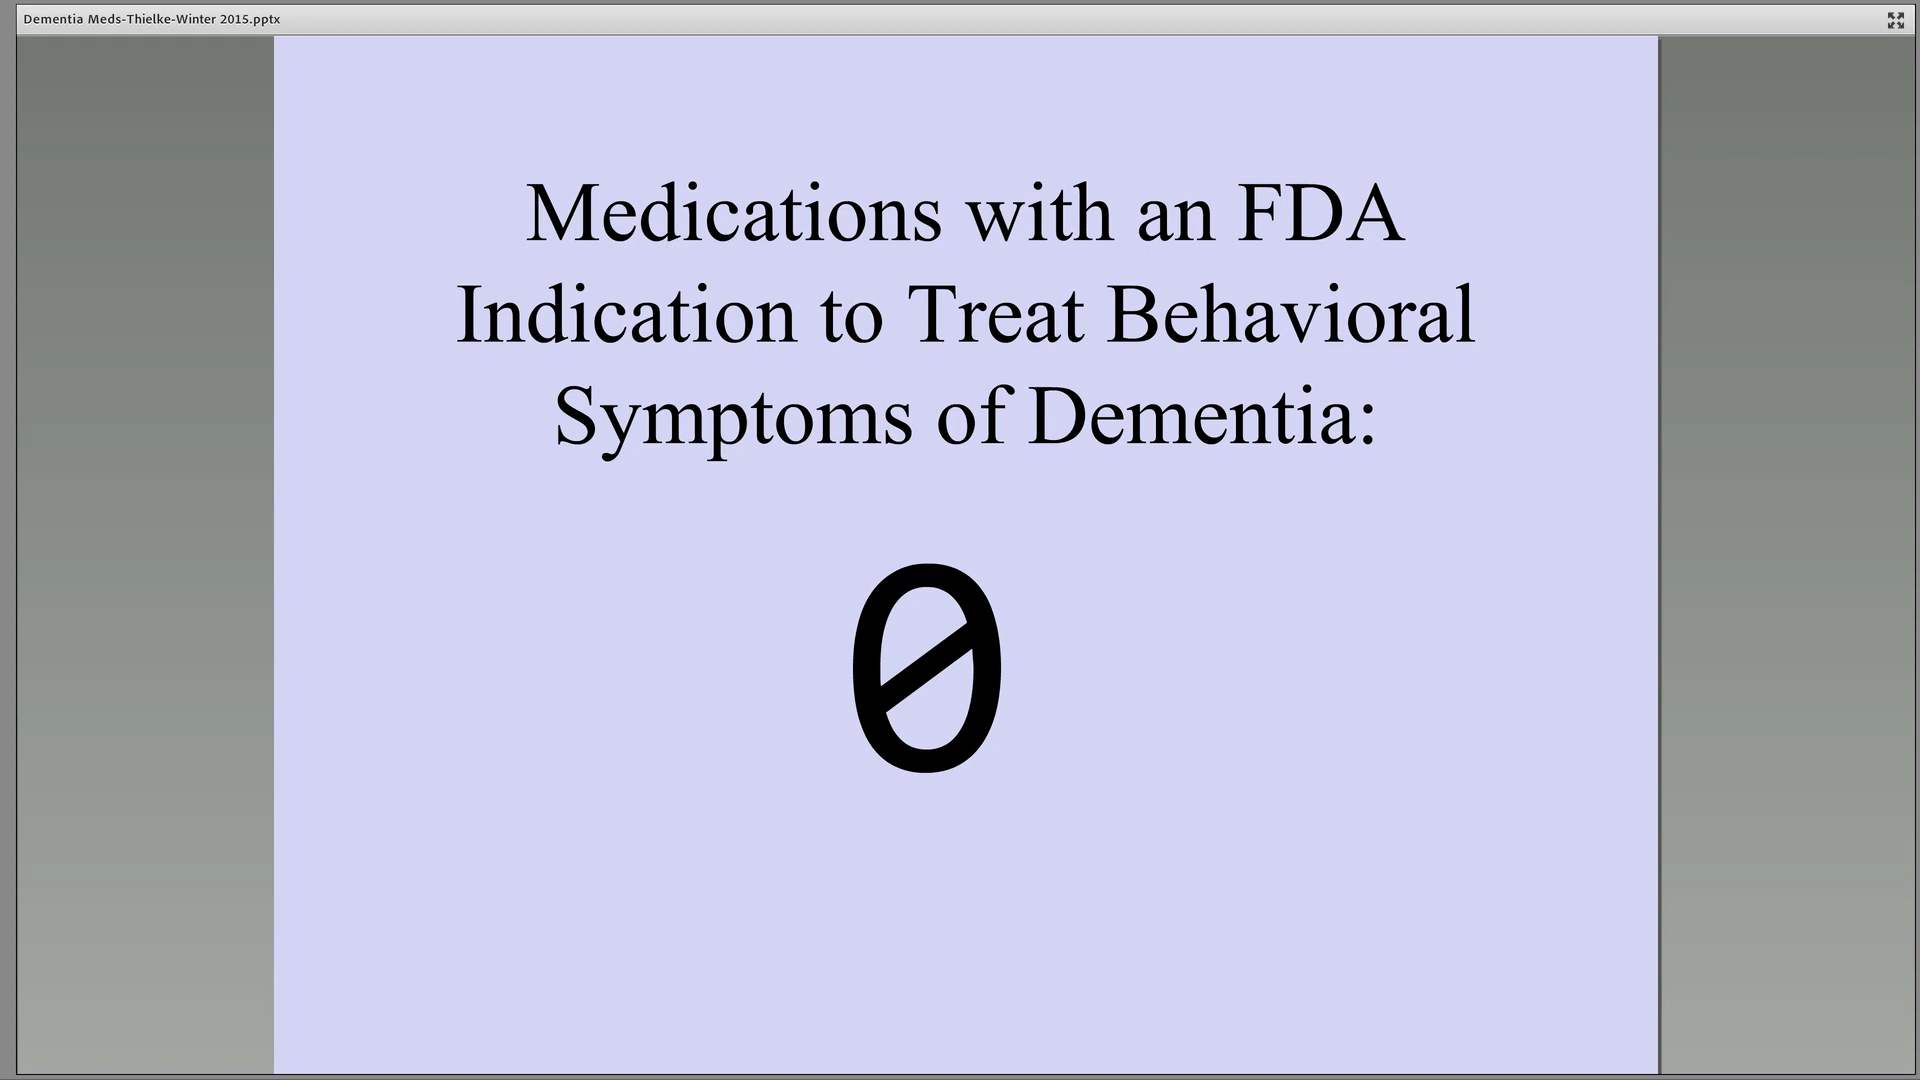 Dementia Meds-Thielke-Winter 2015.pptx
Medications with an FDA
Indication to Treat Behavioral
Symptoms of Dementia:
0